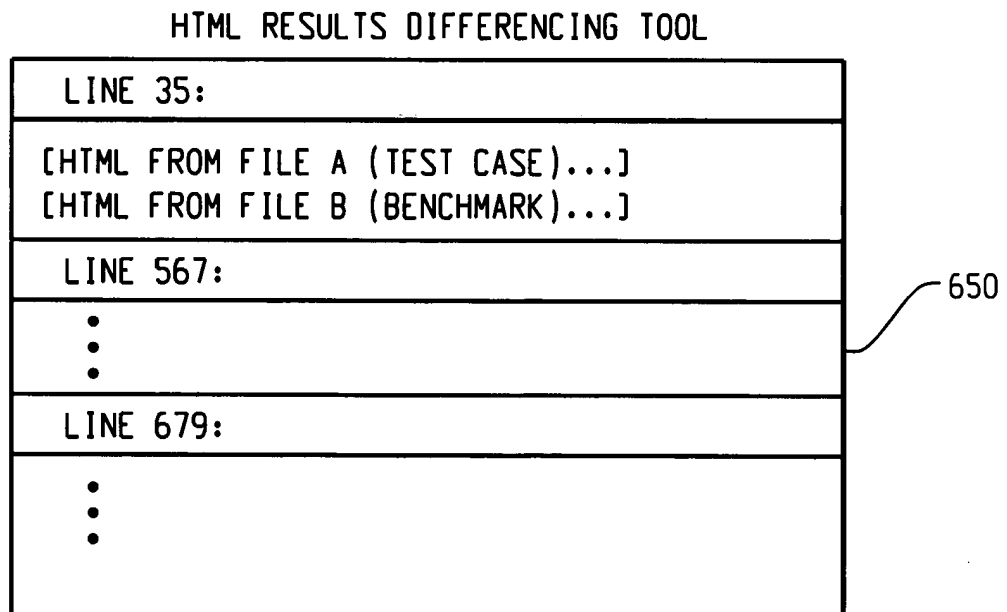 HTML RESULTS DIFFERENCING TOOL
LINE 35:
[HTML FROM FILE A (TEST CASE)...]
[HTML FROM FILE B (BENCHMARK)...]
LINE 567:
650
LINE 679: